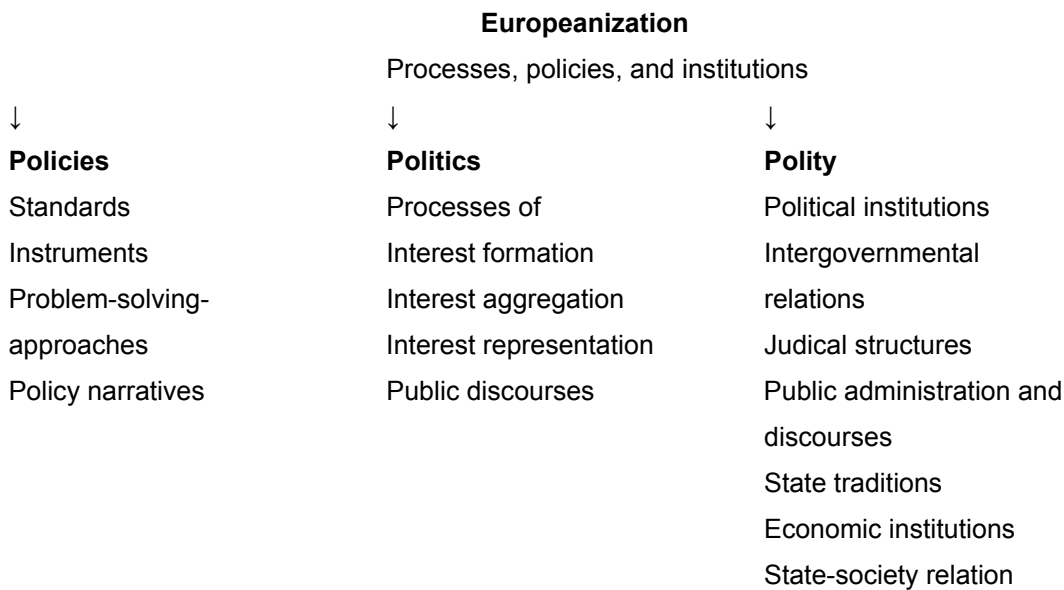 Europeanization
Processes, policies, and institutions
↓ ↓ ↓
Policies Politics Polity
Standards Processes of Political institutions
Instruments Interest formation Intergovernmental
Problem-solving- Interest aggregation relations
approaches Interest representation Judical structures
Policy narratives Public discourses Public administration and
discourses
State traditions
Economic institutions
State-society relation